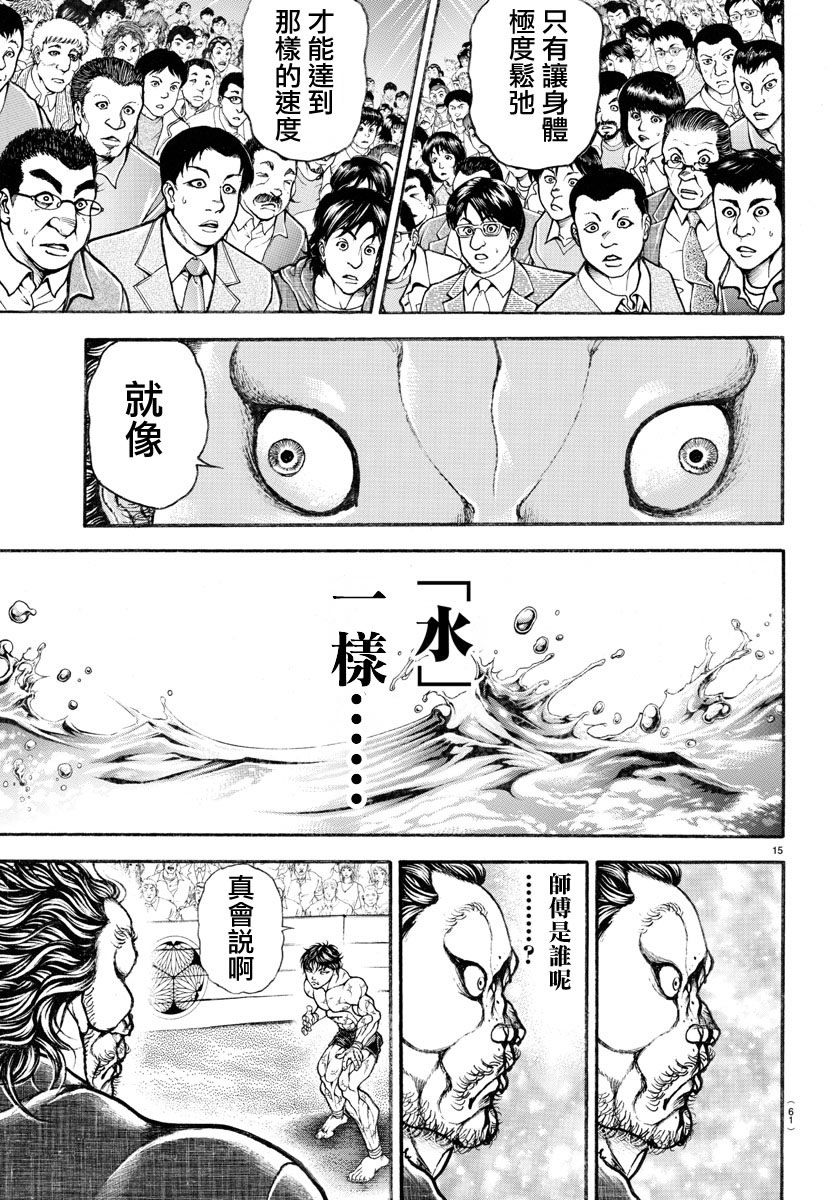 只有讓身體
極度鬆弛
才能達到
那樣的速度
就像
「水」
一樣………
15
師傅是誰呢
………?
真會説啊
(61)